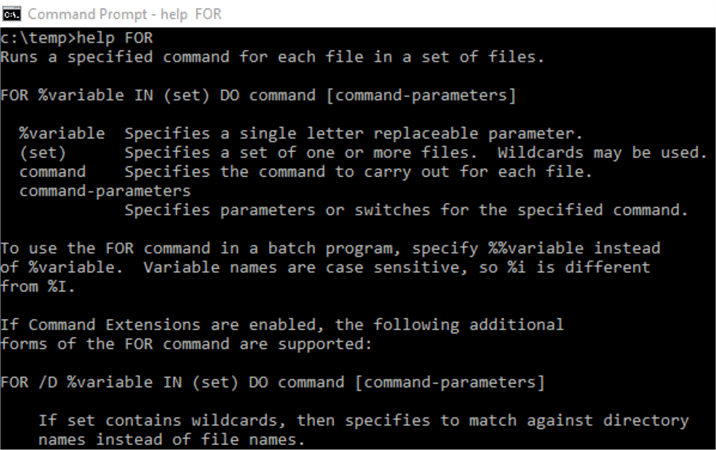 Command Prompt - help FOR
c:\temp>help FOR
Runs a specified command for each file in a set of files.
FOR %variable IN (set) DO command [command-parameters]
%variable Specifies a single letter replaceable parameter.
(set) Specifies a set of one or more files. Wildcards may be used.
command Specifies the command to carry out for each file.
command-parameters
Specifies parameters or switches for the specified command.
To use the FOR command in a batch program, specify %%variable instead
of %variable. Variable names are case sensitive, so %i is different
from %I.
If Command Extensions are enabled, the following additional
forms of the FOR command are supported:
FOR /D %variable IN (set) DO command [command-parameters]
If set contains wildcards, then specifies to match against directory
names instead of file names.